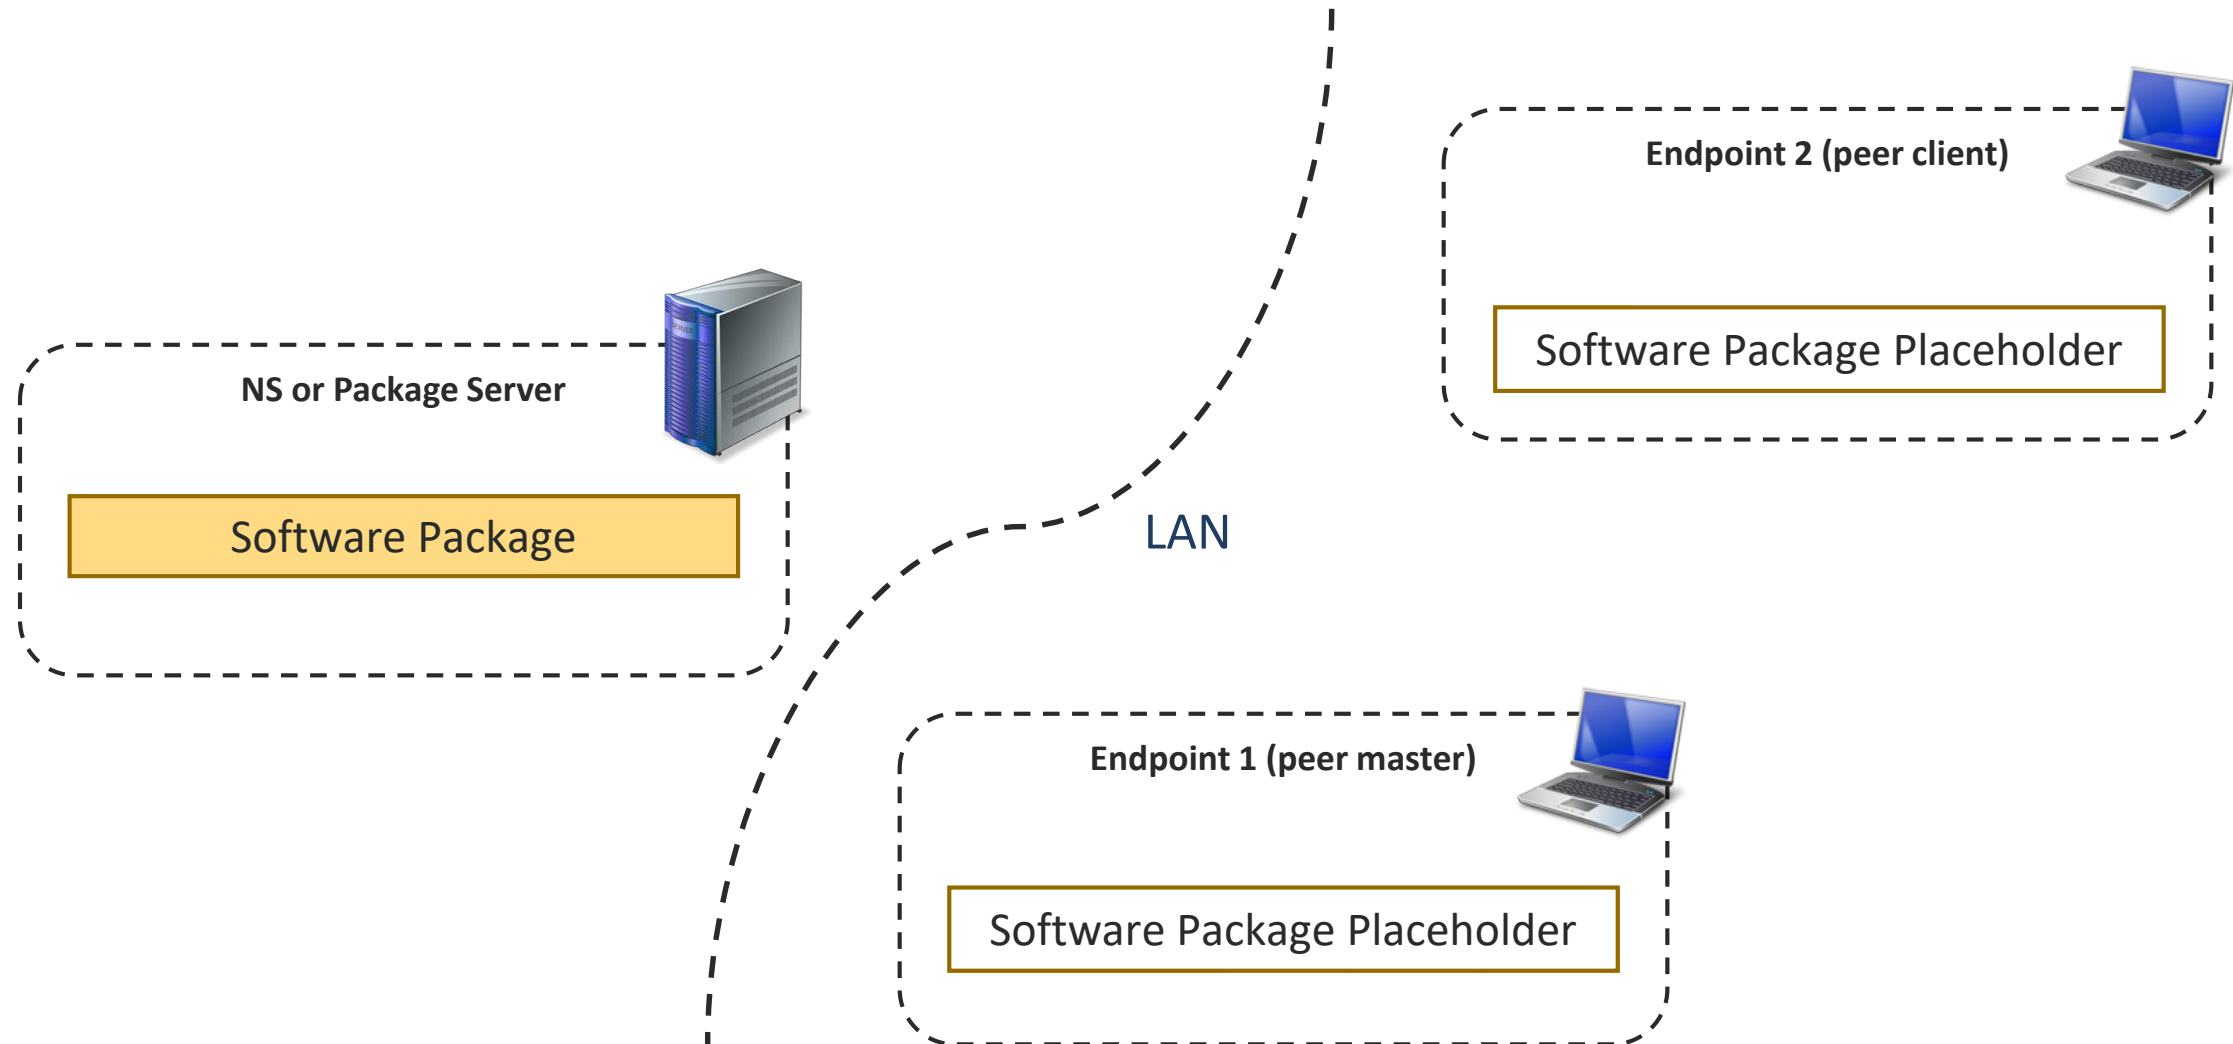 Endpoint 2 (peer client)
Software Package Placeholder
NS or Package Server
SERVER
Software Package
LAN
Endpoint 1 (peer master)
Software Package Placeholder